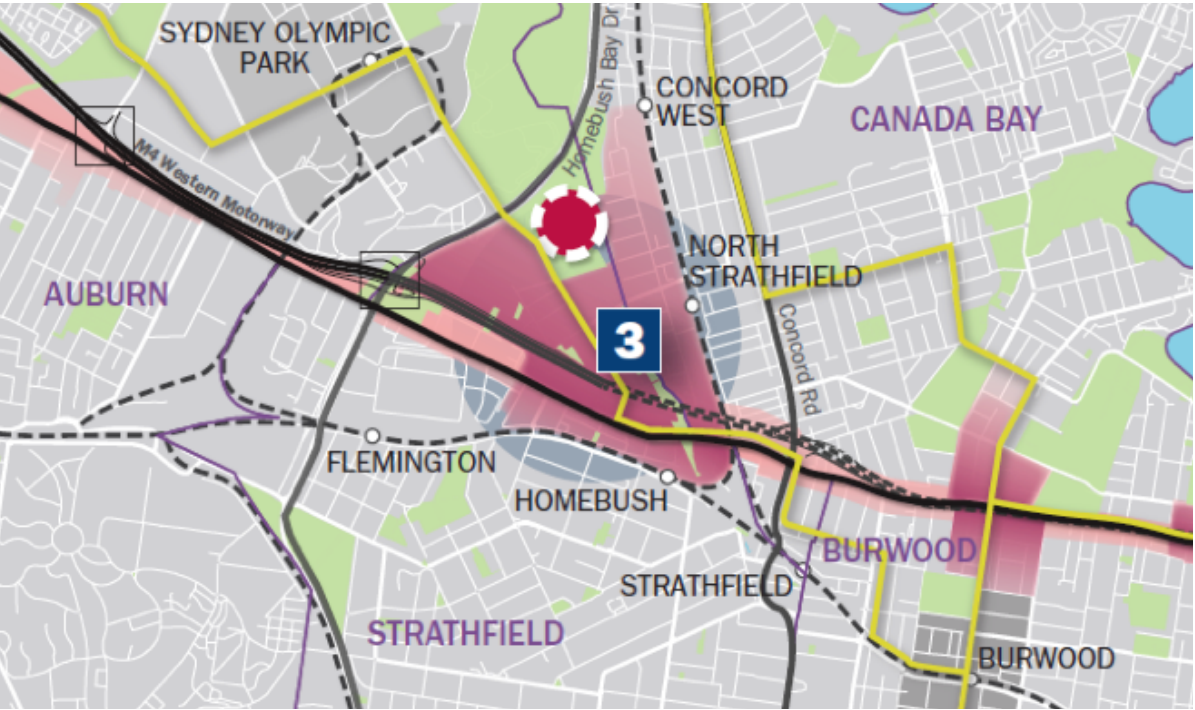 SYDNEY OLYMPIC
PARK
Homebush Bay Dr
CONCORD
WEST
CANADA BAY
M4 Western Motorway
NORTH
STRATHFIELD
AUBURN
3
Concord Rd
FLEMINGTON
HOMEBUSH
BURWOOD
STRATHFIELD
STRATHFIELD
BURWOOD